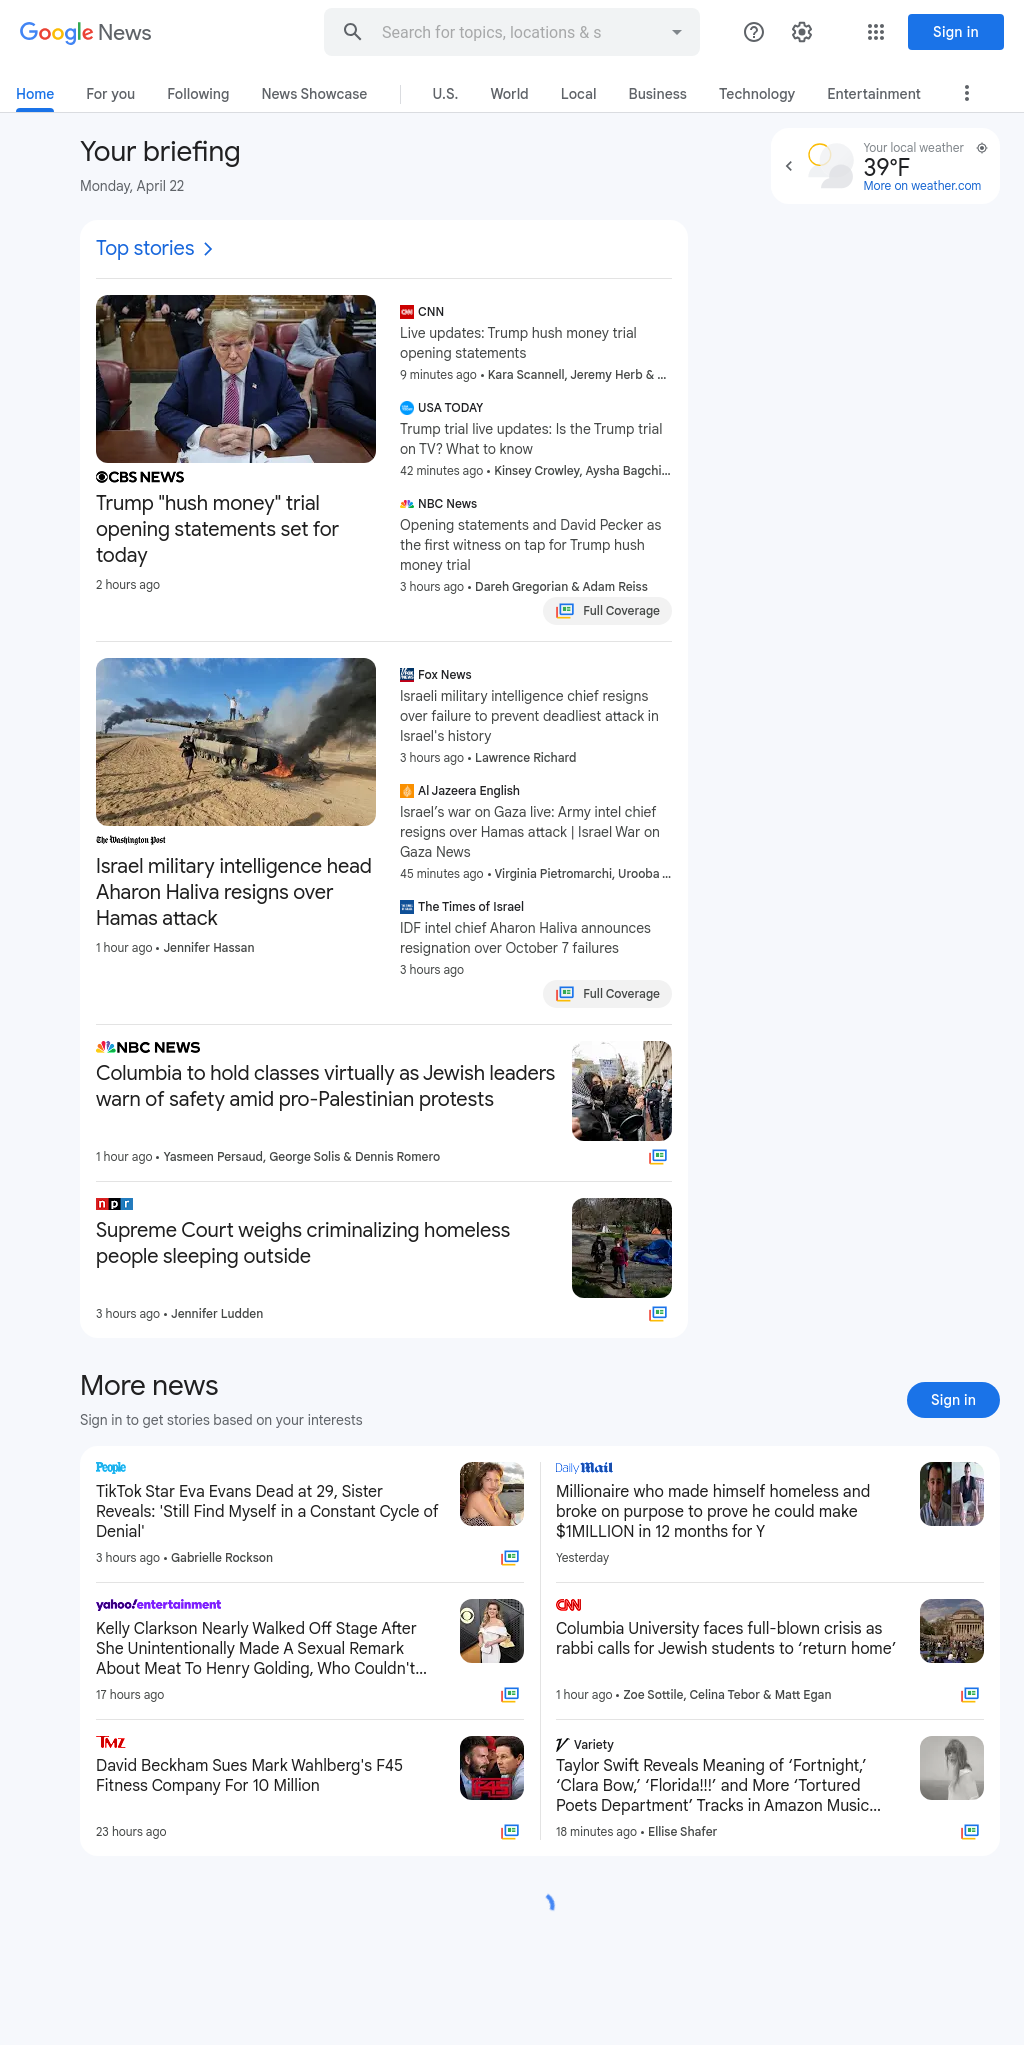 Google News
Search for topics, locations & s
Sign in
Home
For you
Following
News Showcase
U.S.
World
Local
Business
Technology
Entertainment
Your briefing
Monday, April 22
Your local weather
39°F
More on weather.com
Top stories
CBS NEWS
Trump "hush money" trial
opening statements set for
today
2 hours ago
CNN
Live updates: Trump hush money trial
opening statements
9 minutes ago • Kara Scannell, Jeremy Herb & ...
USA TODAY
Trump trial live updates: Is the Trump trial
on TV? What to know
42 minutes ago • Kinsey Crowley, Aysha Bagchi...
NBC News
Opening statements and David Pecker as
the first witness on tap for Trump hush
money trial
3 hours ago • Dareh Gregorian & Adam Reiss
Full Coverage
The Washington Post
Israel military intelligence head
Aharon Haliva resigns over
Hamas attack
1 hour ago • Jennifer Hassan
Fox News
Israeli military intelligence chief resigns
over failure to prevent deadliest attack in
Israel's history
3 hours ago • Lawrence Richard
Al Jazeera English
Israel’s war on Gaza live: Army intel chief
resigns over Hamas attack | Israel War on
Gaza News
45 minutes ago • Virginia Pietromarchi, Urooba ...
The Times of Israel
IDF intel chief Aharon Haliva announces
resignation over October 7 failures
3 hours ago
Full Coverage
NBC NEWS
Columbia to hold classes virtually as Jewish leaders
warn of safety amid pro-Palestinian protests
1 hour ago • Yasmeen Persaud, George Solis & Dennis Romero
npr
Supreme Court weighs criminalizing homeless
people sleeping outside
3 hours ago • Jennifer Ludden
More news
Sign in to get stories based on your interests
Sign in
People
TikTok Star Eva Evans Dead at 29, Sister
Reveals: 'Still Find Myself in a Constant Cycle of
Denial'
3 hours ago • Gabrielle Rockson
Daily Mail
Millionaire who made himself homeless and
broke on purpose to prove he could make
$1MILLION in 12 months for Y
Yesterday
yahoo!entertainment
Kelly Clarkson Nearly Walked Off Stage After
She Unintentionally Made A Sexual Remark
About Meat To Henry Golding, Who Couldn't...
17 hours ago
CNN
Columbia University faces full-blown crisis as
rabbi calls for Jewish students to ‘return home’
1 hour ago • Zoe Sottile, Celina Tebor & Matt Egan
TMZ
David Beckham Sues Mark Wahlberg's F45
Fitness Company For 10 Million
23 hours ago
F45
Variety
Taylor Swift Reveals Meaning of ‘Fortnight,’
‘Clara Bow,’ ‘Florida!!!’ and More ‘Tortured
Poets Department’ Tracks in Amazon Music...
18 minutes ago • Ellise Shafer